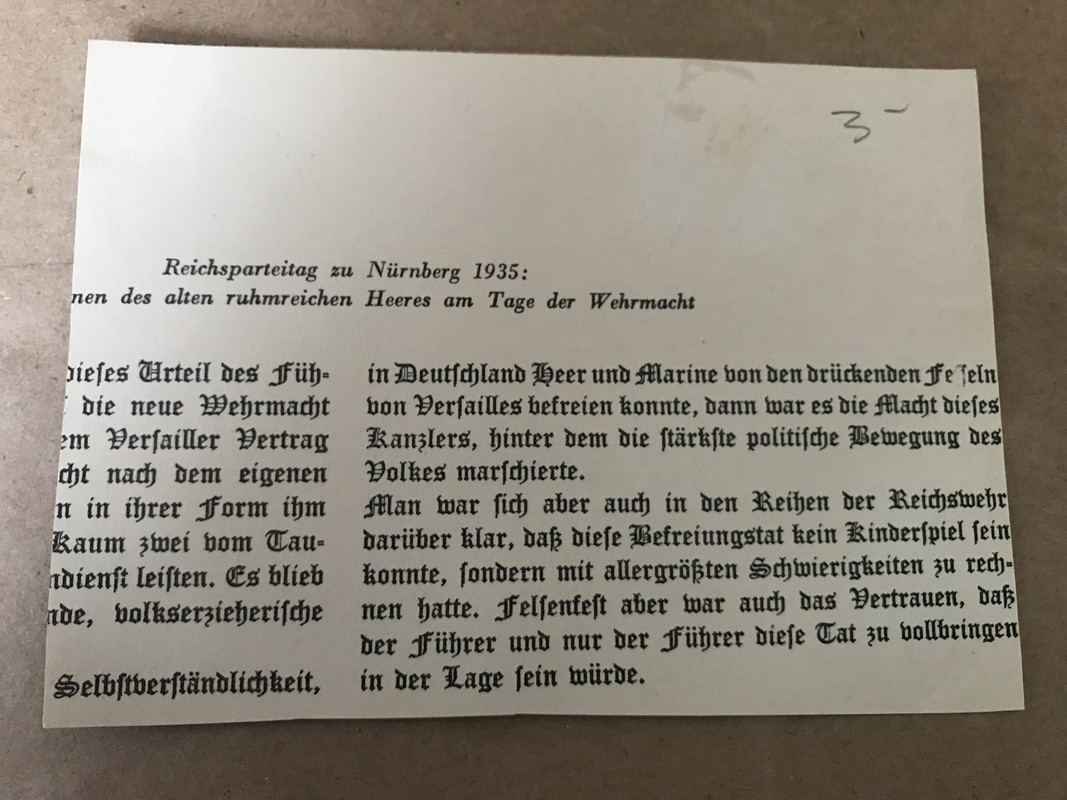 3-
Reichsparteitag zu Nürnberg 1935:
nen des alten ruhmreichen Heeres am Tage der Wehrmacht
dieses Urteil des Füh-
die neue Wehrmacht
em Versailler Vertrag
cht nach dem eigenen
n in ihrer Form ihm
Kaum zwei vom Tau-
ndienst leisten. Es blieb
nde, volkserzieherische
Selbstverständlichkeit,
in Deutschland Heer und Marine von den drückenden Fesseln
von Versailles befreien konnte, dann war es die Macht dieses
Kanzlers, hinter dem die stärkste politische Bewegung des
Volkes marschierte.
Man war sich aber auch in den Reihen der Reichswehr
darüber klar, daß diese Befreiungstat kein Kinderspiel sein
konnte, sondern mit allergrößten Schwierigkeiten zu rech-
nen hatte. Felsenfest aber war auch das Vertrauen, daß
der Führer und nur der Führer diese Tat zu vollbringen
in der Lage sein würde.